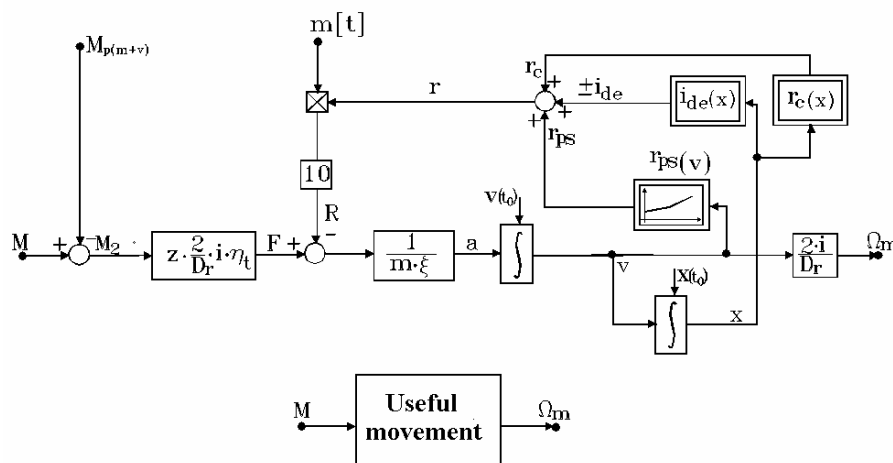 m[t]
M_p(m+v)
r_c
+
±i_de
i_de(x)
r_c(x)
r
+
+
r_ps
r_ps(v)
10
R
v(t_0)
M
+
-
M_2
z·2/D_r·i·η_t
F
+
-
1/m·ξ
a
∫
v
x(t_0)
∫
x
2·i/D_r
Ω_m
M
Useful
movement
Ω_m